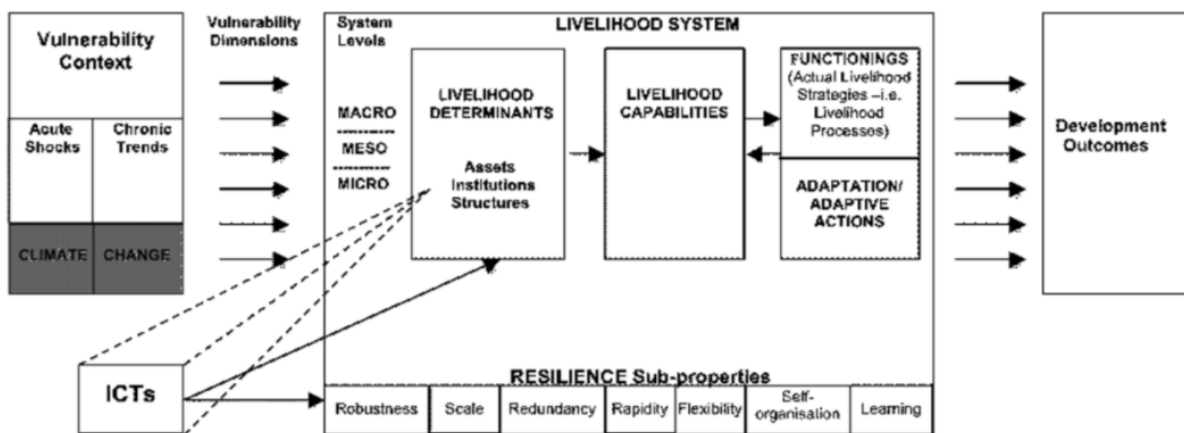 Vulnerability
Context
Acute
Shocks
Chronic
Trends
CLIMATE
CHANGE
Vulnerability
Dimensions
System
Levels
LIVELIHOOD SYSTEM
MACRO
MESO
MICRO
LIVELIHOOD
DETERMINANTS
Assets
Institutions
Structures
LIVELIHOOD
CAPABILITIES
FUNCTIONINGS
(Actual Livelihood
Strategies –i.e.
Livelihood
Processes)
ADAPTATION/
ADAPTIVE
ACTIONS
Development
Outcomes
ICTs
RESILIENCE Sub-properties
Robustness
Scale
Redundancy
Rapidity
Flexibility
Self-
organisation
Learning